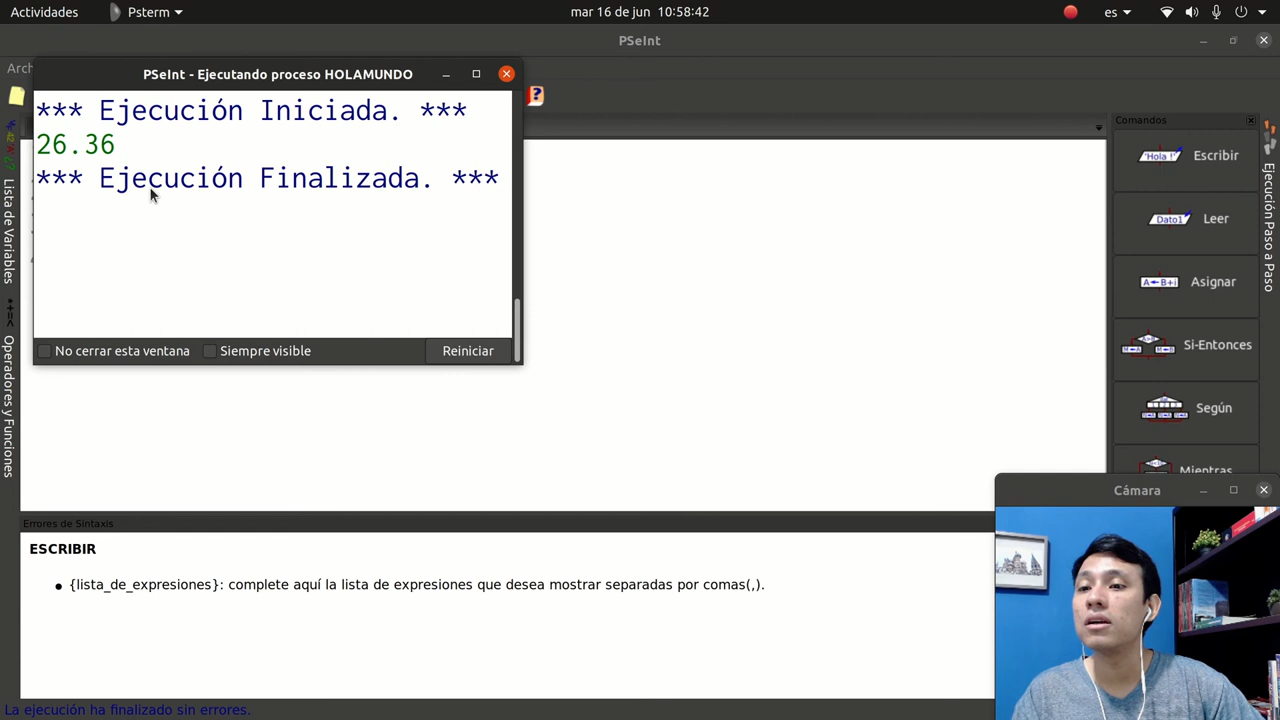 Actividades
Psterm
mar 16 de jun 10:58:42
es
PSeInt
Arch
PSeInt - Ejecutando proceso HOLAMUNDO
*** Ejecución Iniciada. ***
26.36
*** Ejecución Finalizada. ***
No cerrar esta ventana
Siempre visible
Reiniciar
Lista de Variables
Operadores y Funciones
Comandos
'Hola !'
Escribir
Dato1
Leer
A←B+i
Asignar
Si-Entonces
Según
Mientras
Ejecución Paso a Paso
Errores de Sintaxis
ESCRIBIR
• {lista_de_expresiones}: complete aquí la lista de expresiones que desea mostrar separadas por comas(,).
Cámara
La ejecución ha finalizado sin errores.